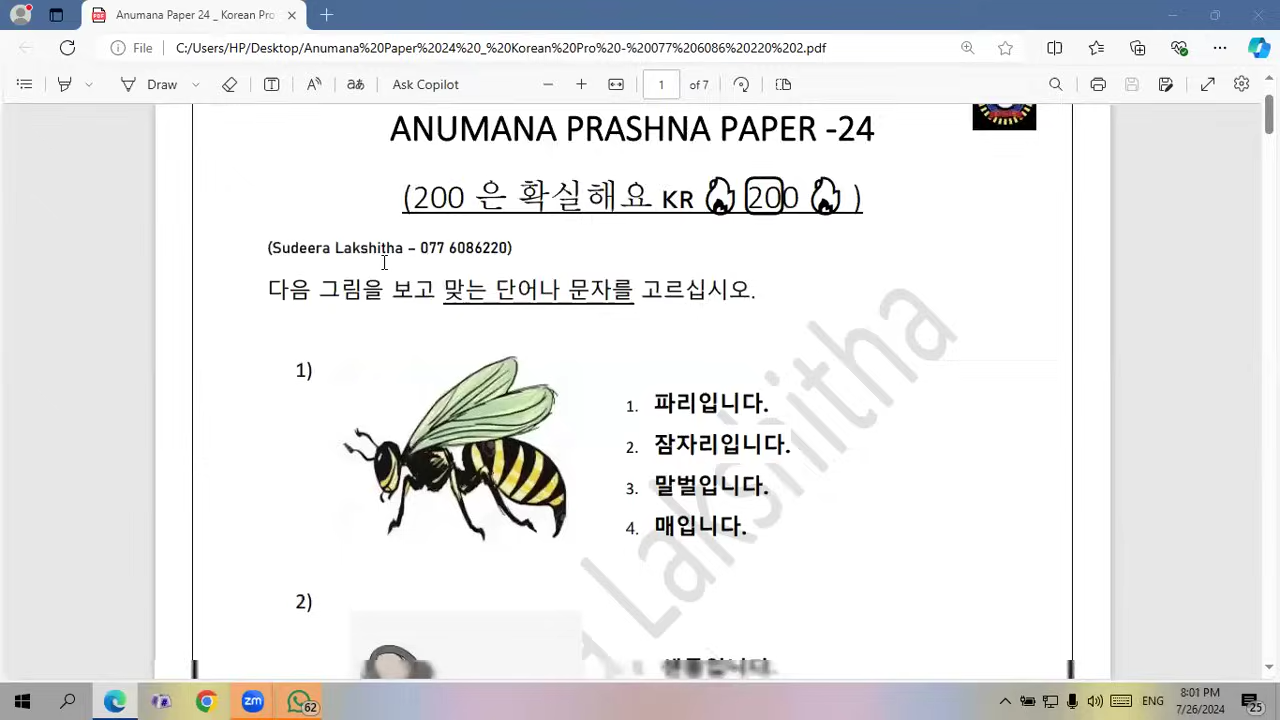 Anumana Paper 24 _ Korean Pro
File
C:/Users/HP/Desktop/Anumana%20Paper%2024%20_%20Korean%20Pro%20-%20077%206086%20220%202.pdf
Draw
aあ
Ask Copilot
1
of 7
ANUMANA PRASHNA PAPER -24
(200 은 확실해요 KR 200 )
(Sudeera Lakshitha – 077 6086220)
다음 그림을 보고 맞는 단어나 문자를 고르십시오.
1)
1. 파리입니다.
2. 잠자리입니다.
3. 말벌입니다.
4. 매입니다.
2)
Lakshitha
zm
62
ENG
8:01 PM
7/26/2024
25